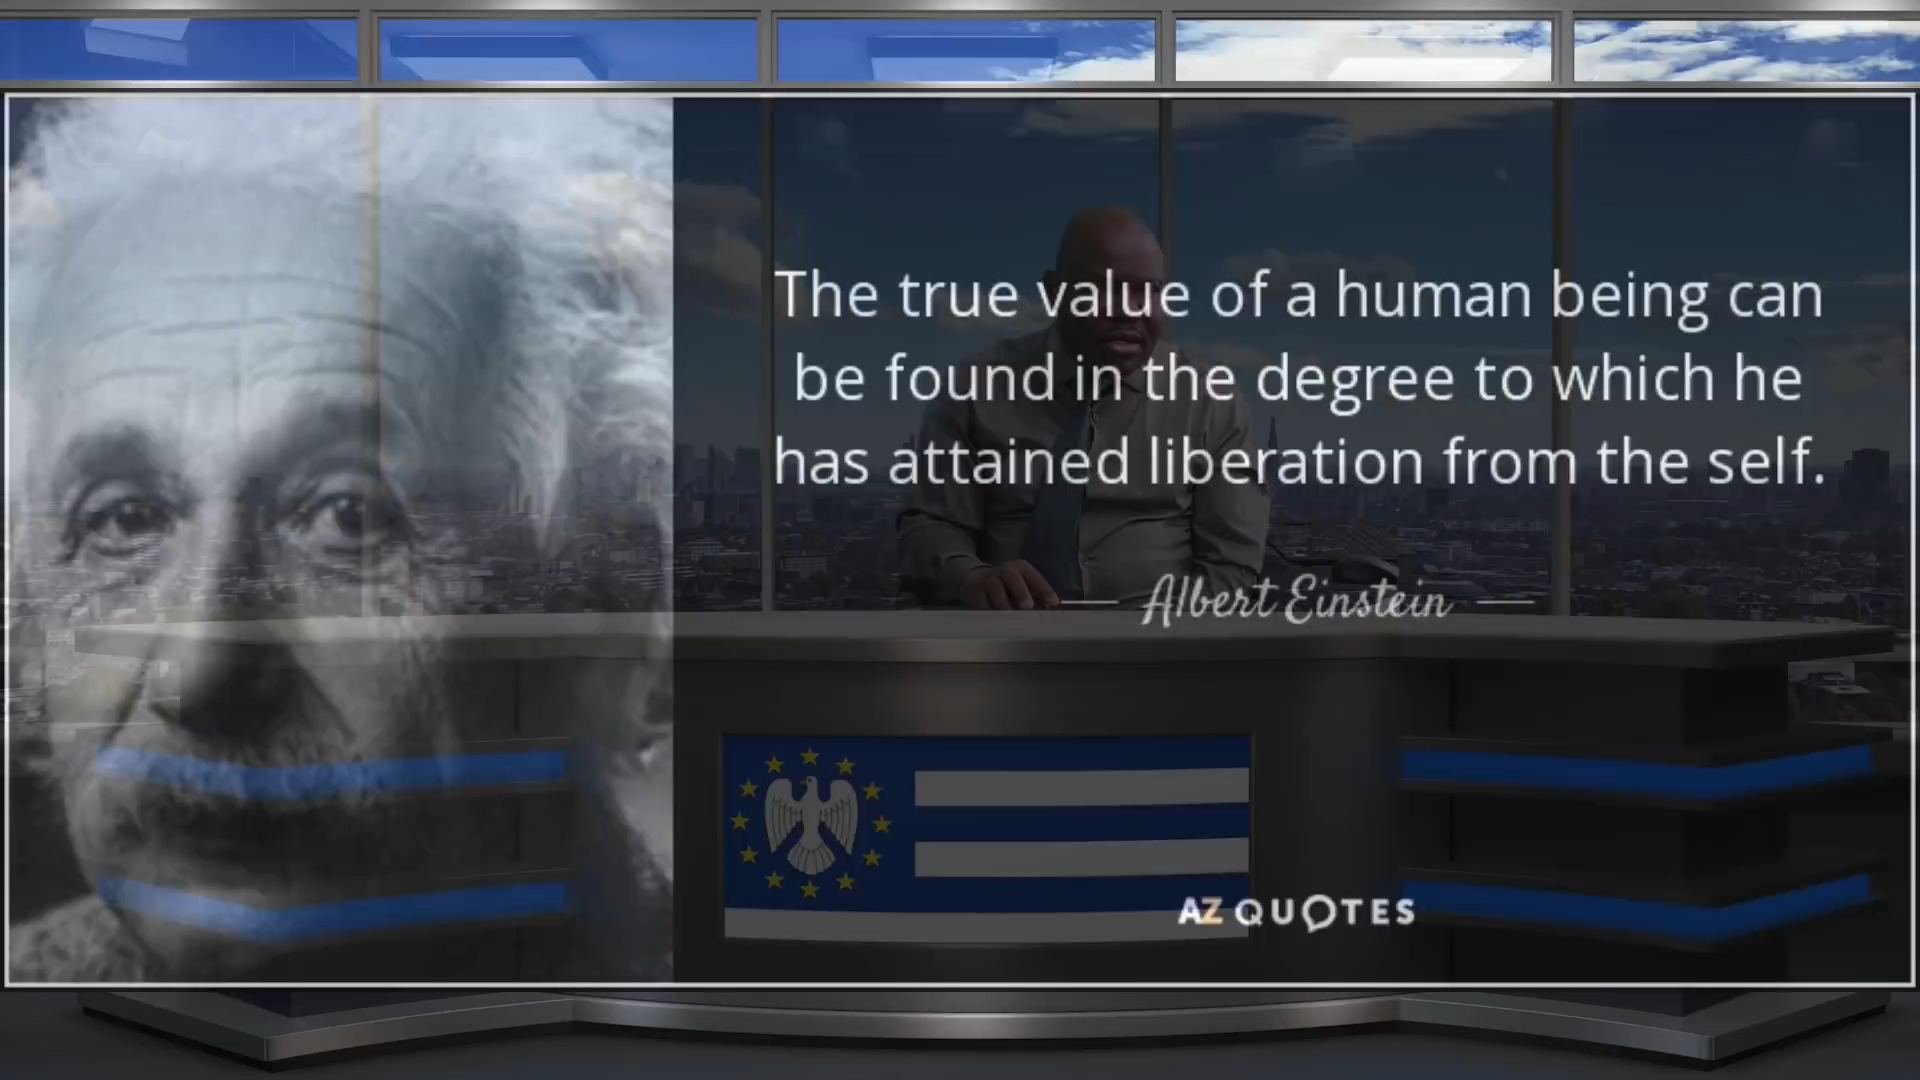 The true value of a human being can
be found in the degree to which he
has attained liberation from the self.
Albert Einstein
AZ QUOTES